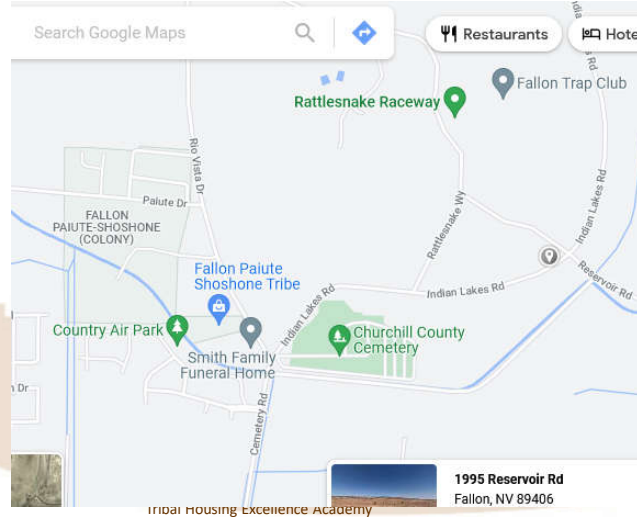 Search Google Maps
Restaurants
Hote
dia
Rd
Fallon Trap Club
Rattlesnake Raceway
Rio Vista Dr
Paiute Dr
FALLON
PAIUTE-SHOSHONE
(COLONY)
Rattlesnake Wy
Indian Lakes Rd
Reservoir Rd
Fallon Paiute
Shoshone Tribe
Indian Lakes Rd
Indian Lakes Rd
Country Air Park
Smith Family
Funeral Home
Churchill County
Cemetery
n Dr
Cemetery Rd
1995 Reservoir Rd
Fallon, NV 89406
Tribal Housing Excellence Academy